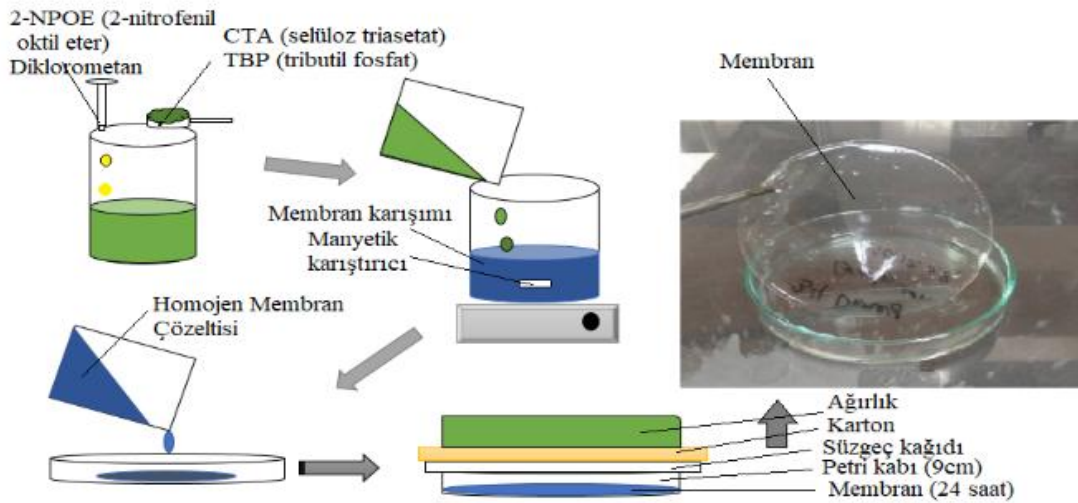 2-NPOE (2-nitrofenil
oktil eter)
Diklorometan
CTA (selüloz triasetat)
TBP (tributil fosfat)
Membran
Membran karışımı
Manyetik
karıştırıcı
Homojen Membran
Çözeltisi
Ağırlık
Karton
Süzgeç kağıdı
Petri kabı (9cm)
Membran (24 saat)